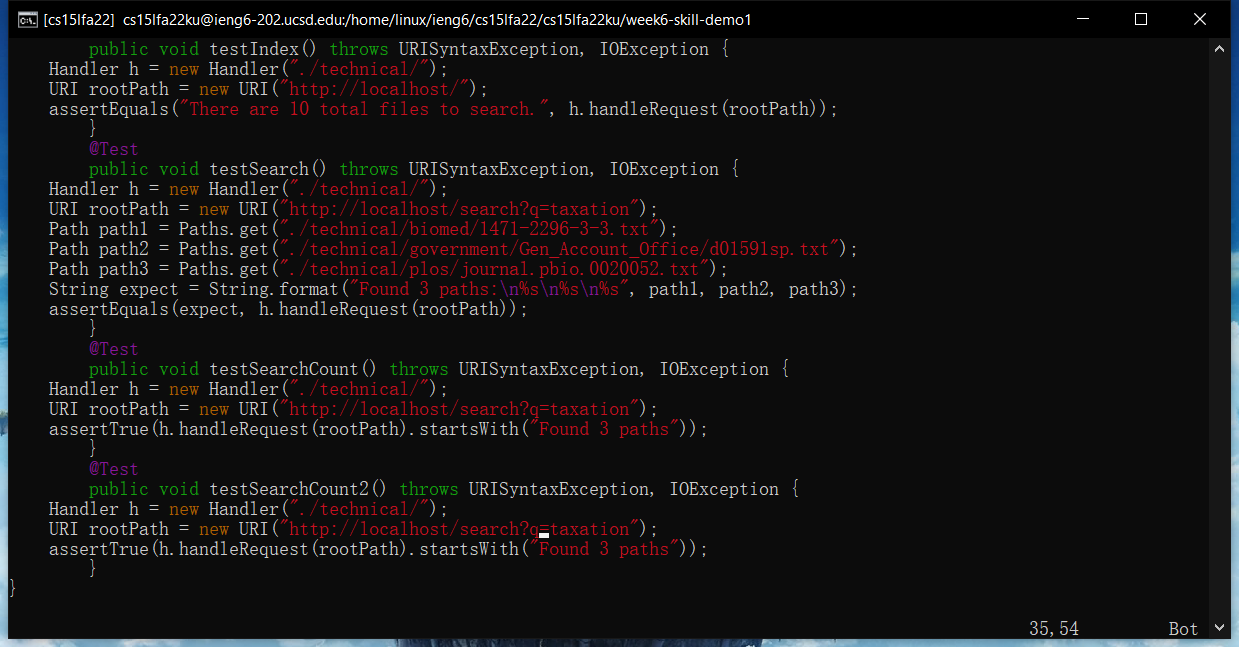 [cs15lfa22] cs15lfa22ku@ieng6-202.ucsd.edu:/home/linux/ieng6/cs15lfa22/cs15lfa22ku/week6-skill-demo1
        public void testIndex() throws URISyntaxException, IOException {
    Handler h = new Handler("./technical/");
    URI rootPath = new URI("http://localhost/");
    assertEquals("There are 10 total files to search.", h.handleRequest(rootPath));
        }
        @Test
        public void testSearch() throws URISyntaxException, IOException {
    Handler h = new Handler("./technical/");
    URI rootPath = new URI("http://localhost/search?q=taxation");
    Path path1 = Paths.get("./technical/biomed/1471-2296-3-3.txt");
    Path path2 = Paths.get("./technical/government/Gen_Account_Office/d01591sp.txt");
    Path path3 = Paths.get("./technical/plos/journal.pbio.0020052.txt");
    String expect = String.format("Found 3 paths:\n%s\n%s\n%s", path1, path2, path3);
    assertEquals(expect, h.handleRequest(rootPath));
        }
        @Test
        public void testSearchCount() throws URISyntaxException, IOException {
    Handler h = new Handler("./technical/");
    URI rootPath = new URI("http://localhost/search?q=taxation");
    assertTrue(h.handleRequest(rootPath).startsWith("Found 3 paths"));
        }
        @Test
        public void testSearchCount2() throws URISyntaxException, IOException {
    Handler h = new Handler("./technical/");
    URI rootPath = new URI("http://localhost/search?q=taxation");
    assertTrue(h.handleRequest(rootPath).startsWith("Found 3 paths"));
        }
}
35,54 Bot